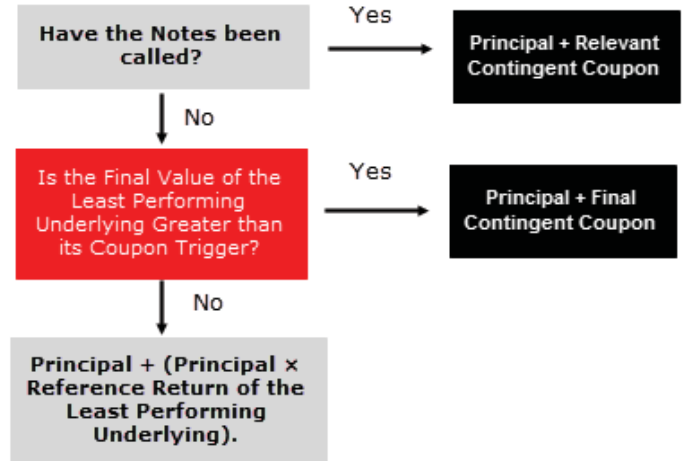 Have the Notes been
called?
Yes
Principal + Relevant
Contingent Coupon
No
Is the Final Value of the
Least Performing
Underlying Greater than
its Coupon Trigger?
Yes
Principal + Final
Contingent Coupon
No
Principal + (Principal ×
Reference Return of the
Least Performing
Underlying).